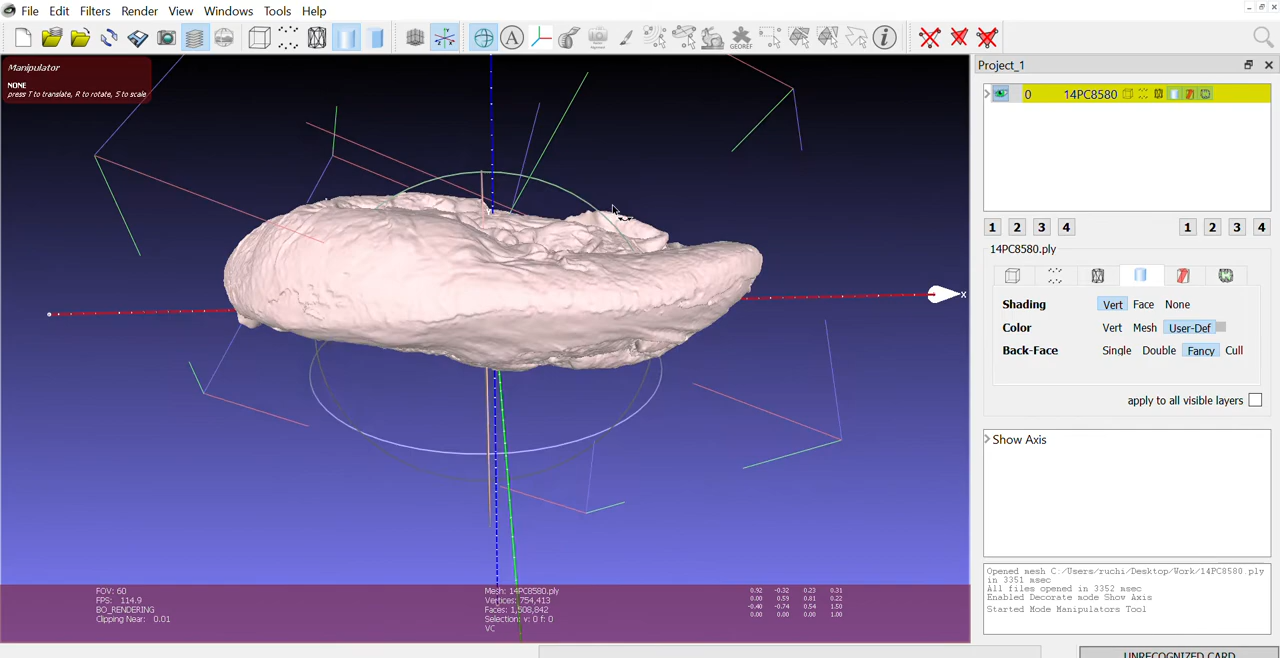 File Edit Filters Render View Windows Tools Help
A
GEOREF
Manipulator
NONE
press T to translate, R to rotate, S to scale
X
Project_1
0 14PC8580
1 2 3 4 1 2 3 4
14PC8580.ply
Shading Vert Face None
Color Vert Mesh User-Def
Back-Face Single Double Fancy Cull
apply to all visible layers
Show Axis
Opened mesh C:/Users/ruchi/Desktop/Work/14PC8580 ply
in 3351 msec
All files opened in 3352 msec
Enabled Decorate mode Show Axis
Started Mode Manipulators Tool
FOV: 60
FPS: 114.9
BO_RENDERING
Clipping Near: 0.01
Mesh: 14PC8580.ply
Vertices: 754,413
Faces: 1,508,842
Selection: v: 0 f: 0
VC
0.92 -0.32 0.23 0.31
0.00 0.59 0.81 0.22
-0.40 -0.74 0.54 1.50
0.00 0.00 0.00 1.00
UNRECOGNIZED CARD